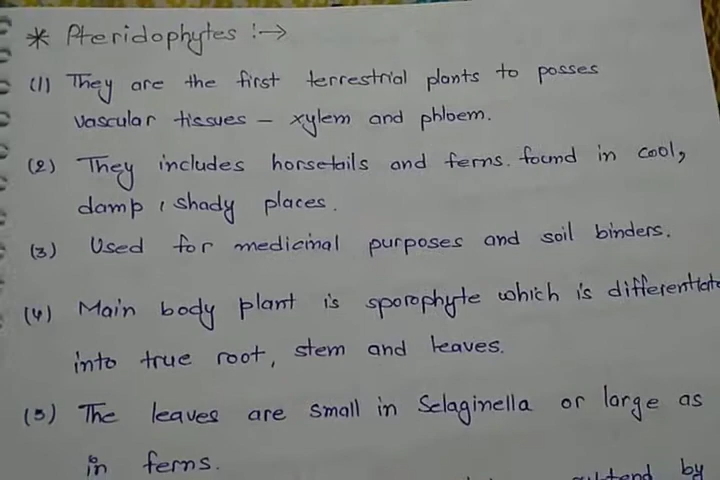 * Pteridophytes :→
(1) They are the first terrestrial plants to posses
vascular tissues – xylem and phloem.
(2) They includes horsetails and ferns. found in cool,
damp, shady places.
(3) Used for medicinal purposes and soil binders.
(4) Main body plant is sporophyte which is differentiate
into true root, stem and leaves.
(5) The leaves are small in Selaginella or large as
in ferns.
by